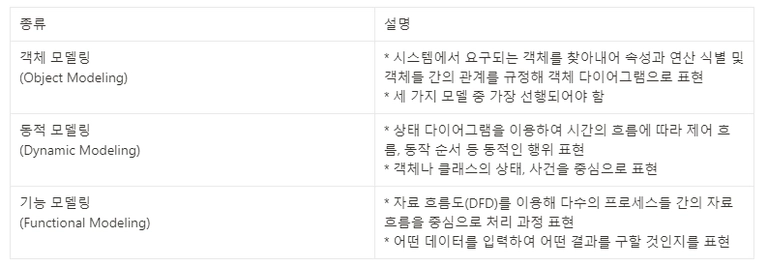 종류
설명
객체 모델링
(Object Modeling)
* 시스템에서 요구되는 객체를 찾아내어 속성과 연산 식별 및
객체들 간의 관계를 규정해 객체 다이어그램으로 표현
* 세 가지 모델 중 가장 선행되어야 함
동적 모델링
(Dynamic Modeling)
* 상태 다이어그램을 이용하여 시간의 흐름에 따라 제어 흐
름, 동작 순서 등 동적인 행위 표현
* 객체나 클래스의 상태, 사건을 중심으로 표현
기능 모델링
(Functional Modeling)
* 자료 흐름도(DFD)를 이용해 다수의 프로세스들 간의 자료
흐름을 중심으로 처리 과정 표현
* 어떤 데이터를 입력하여 어떤 결과를 구할 것인지를 표현